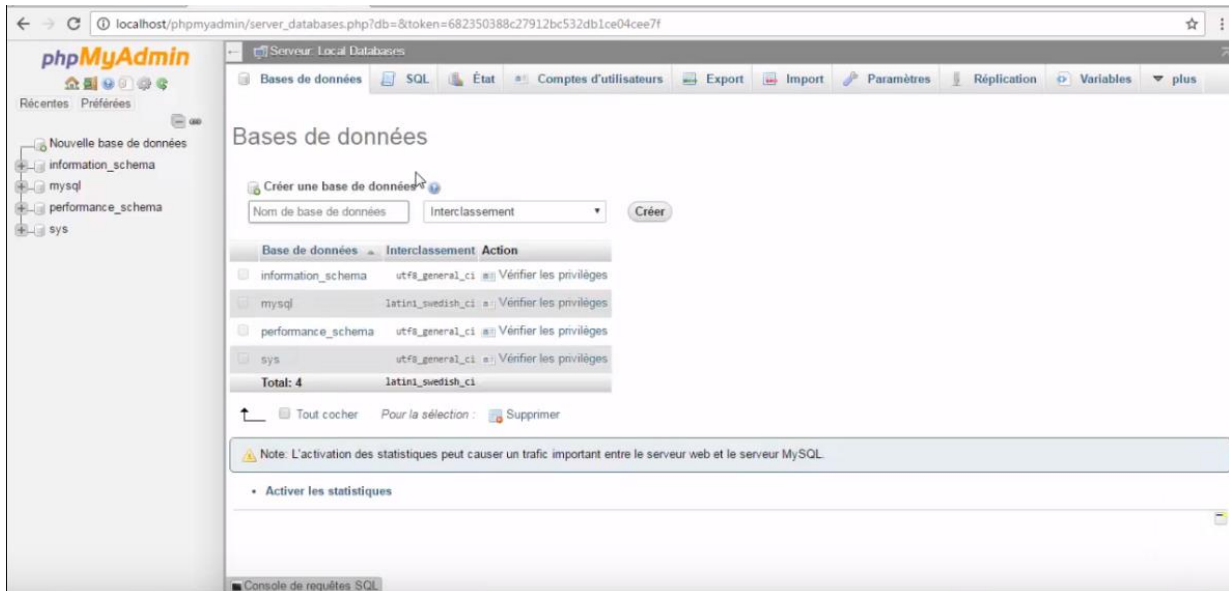 localhost/phpmyadmin/server_databases.php?db=&token=682350388c27912bc532db1ce04cee7f
phpMyAdmin
Récentes Préférées
Nouvelle base de données
information_schema
mysql
performance_schema
sys
Serveur: Local Databases
Bases de données SQL État Comptes d'utilisateurs Export Import Paramètres Réplication Variables plus
Bases de données
Créer une base de données
Nom de base de données Interclassement Créer
Base de données Interclassement Action
information_schema utf8_general_ci Vérifier les privilèges
mysql latin1_swedish_ci Vérifier les privilèges
performance_schema utf8_general_ci Vérifier les privilèges
sys utf8_general_ci Vérifier les privilèges
Total: 4 latin1_swedish_ci
Tout cocher Pour la sélection : Supprimer
Note: L'activation des statistiques peut causer un trafic important entre le serveur web et le serveur MySQL.
• Activer les statistiques
Console de requêtes SQL